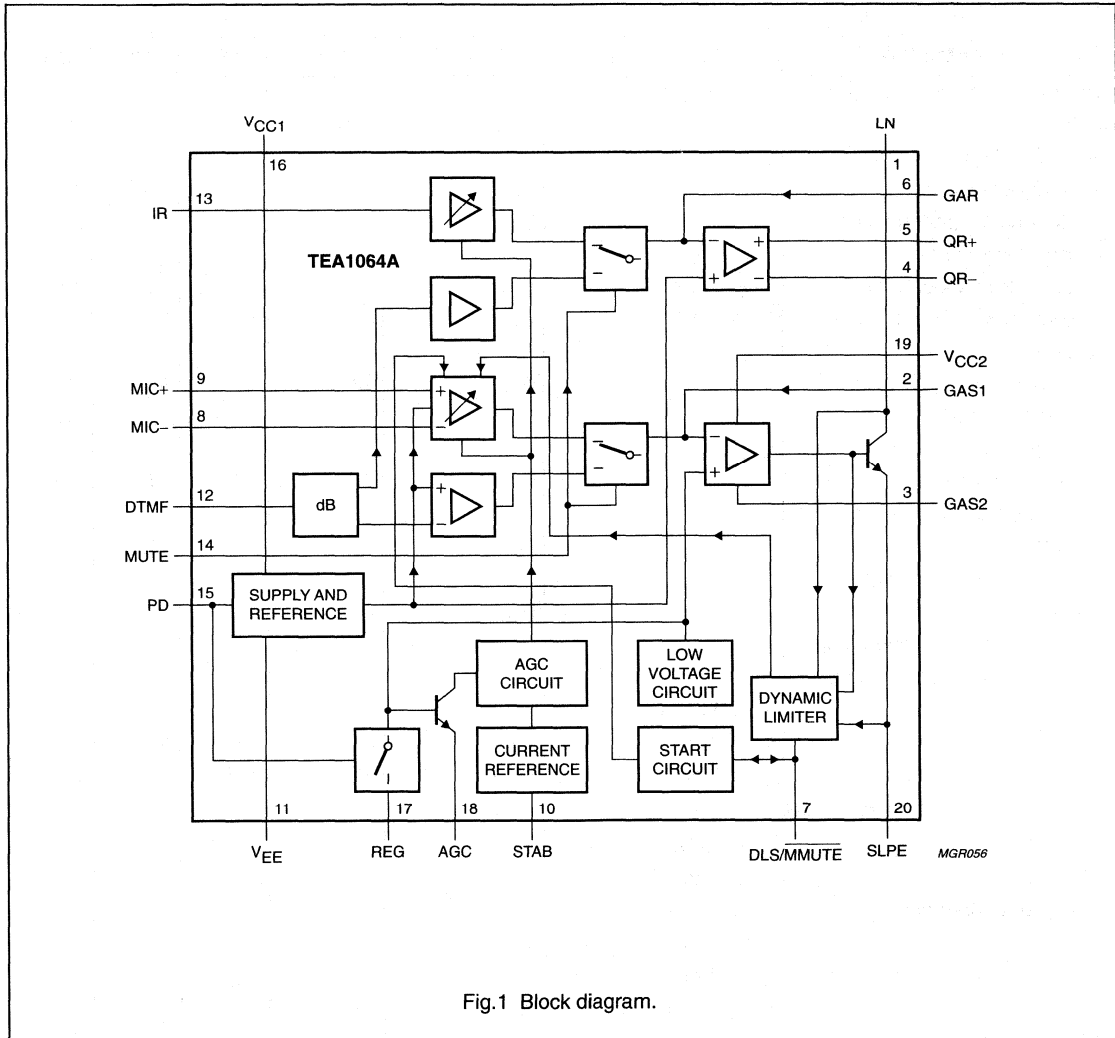 VCC1
LN
16
1
13
IR
6
GAR
TEA1064A
5
QR+
4
QR−
− − − + + −
19
VCC2
9
MIC+
+
2
GAS1
8
MIC−
−
− − − +
12
DTMF
dB
+ −
3
GAS2
14
MUTE
15
PD
SUPPLY AND
REFERENCE
AGC
CIRCUIT
LOW
VOLTAGE
CIRCUIT
DYNAMIC
LIMITER
CURRENT
REFERENCE
START
CIRCUIT
11
17
18
10
7
20
VEE
REG
AGC
STAB
DLS/MMUTE
SLPE
MGR056
Fig.1 Block diagram.